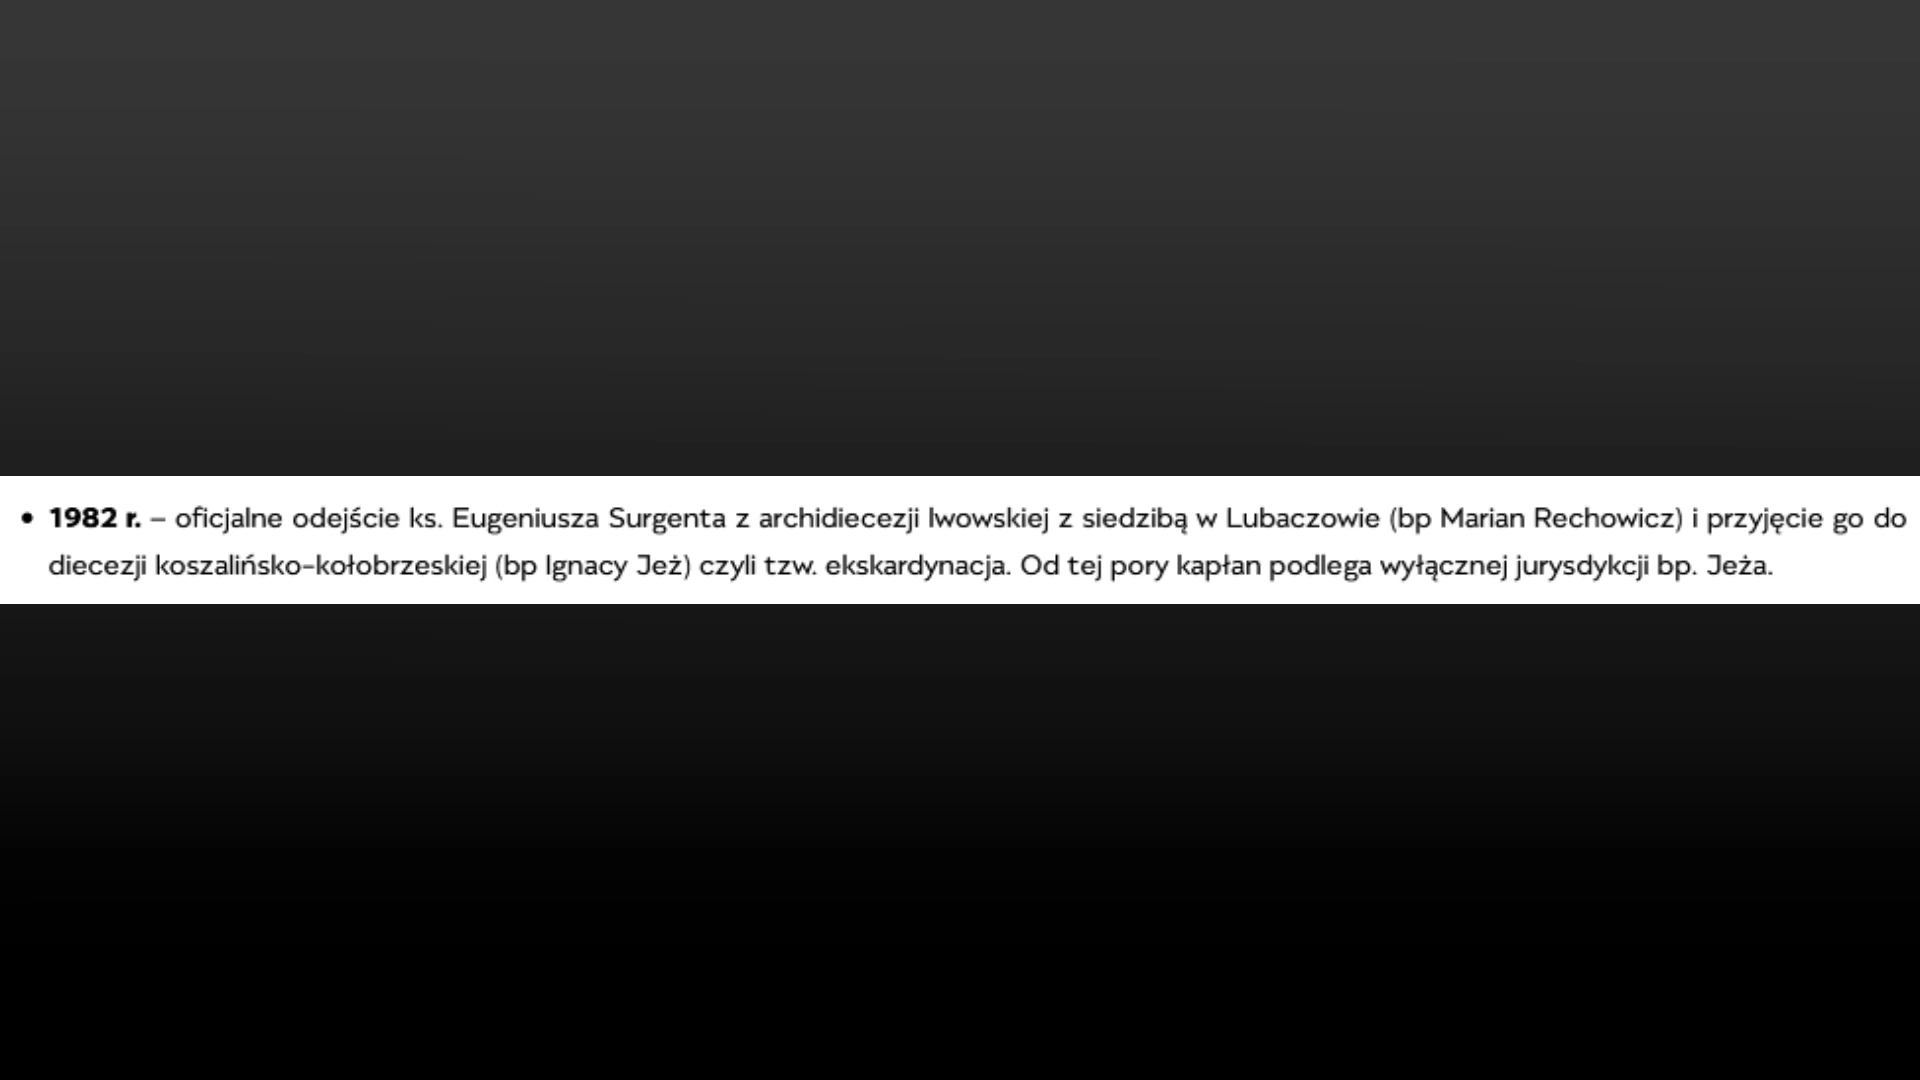 • 1982 r. – oficjalne odejście ks. Eugeniusza Surgenta z archidiecezji lwowskiej z siedzibą w Lubaczowie (bp Marian Rechowicz) i przyjęcie go do
diecezji koszalińsko-kołobrzeskiej (bp Ignacy Jeż) czyli tzw. ekskardynacja. Od tej pory kapłan podlega wyłącznej jurysdykcji bp. Jeża.